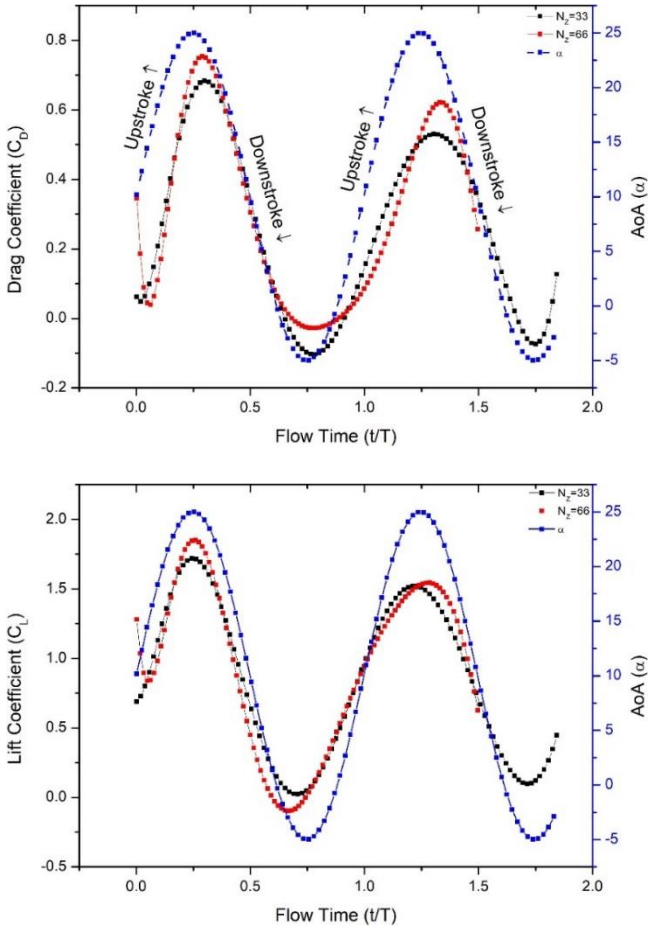 N_Z=33
N_Z=66
α
0.8
0.6
0.4
0.2
0.0
-0.2
25
20
15
10
5
0
-5
Upstroke ↑
Downstroke ↓
Upstroke ↑
Downstroke ↓
Drag Coefficient (C_D)
AoA (α)
0.0 0.5 1.0 1.5 2.0
Flow Time (t/T)
N_Z=33
N_Z=66
α
2.0
1.5
1.0
0.5
0.0
-0.5
25
20
15
10
5
0
-5
Lift Coefficient (C_L)
AoA (α)
0.0 0.5 1.0 1.5 2.0
Flow Time (t/T)